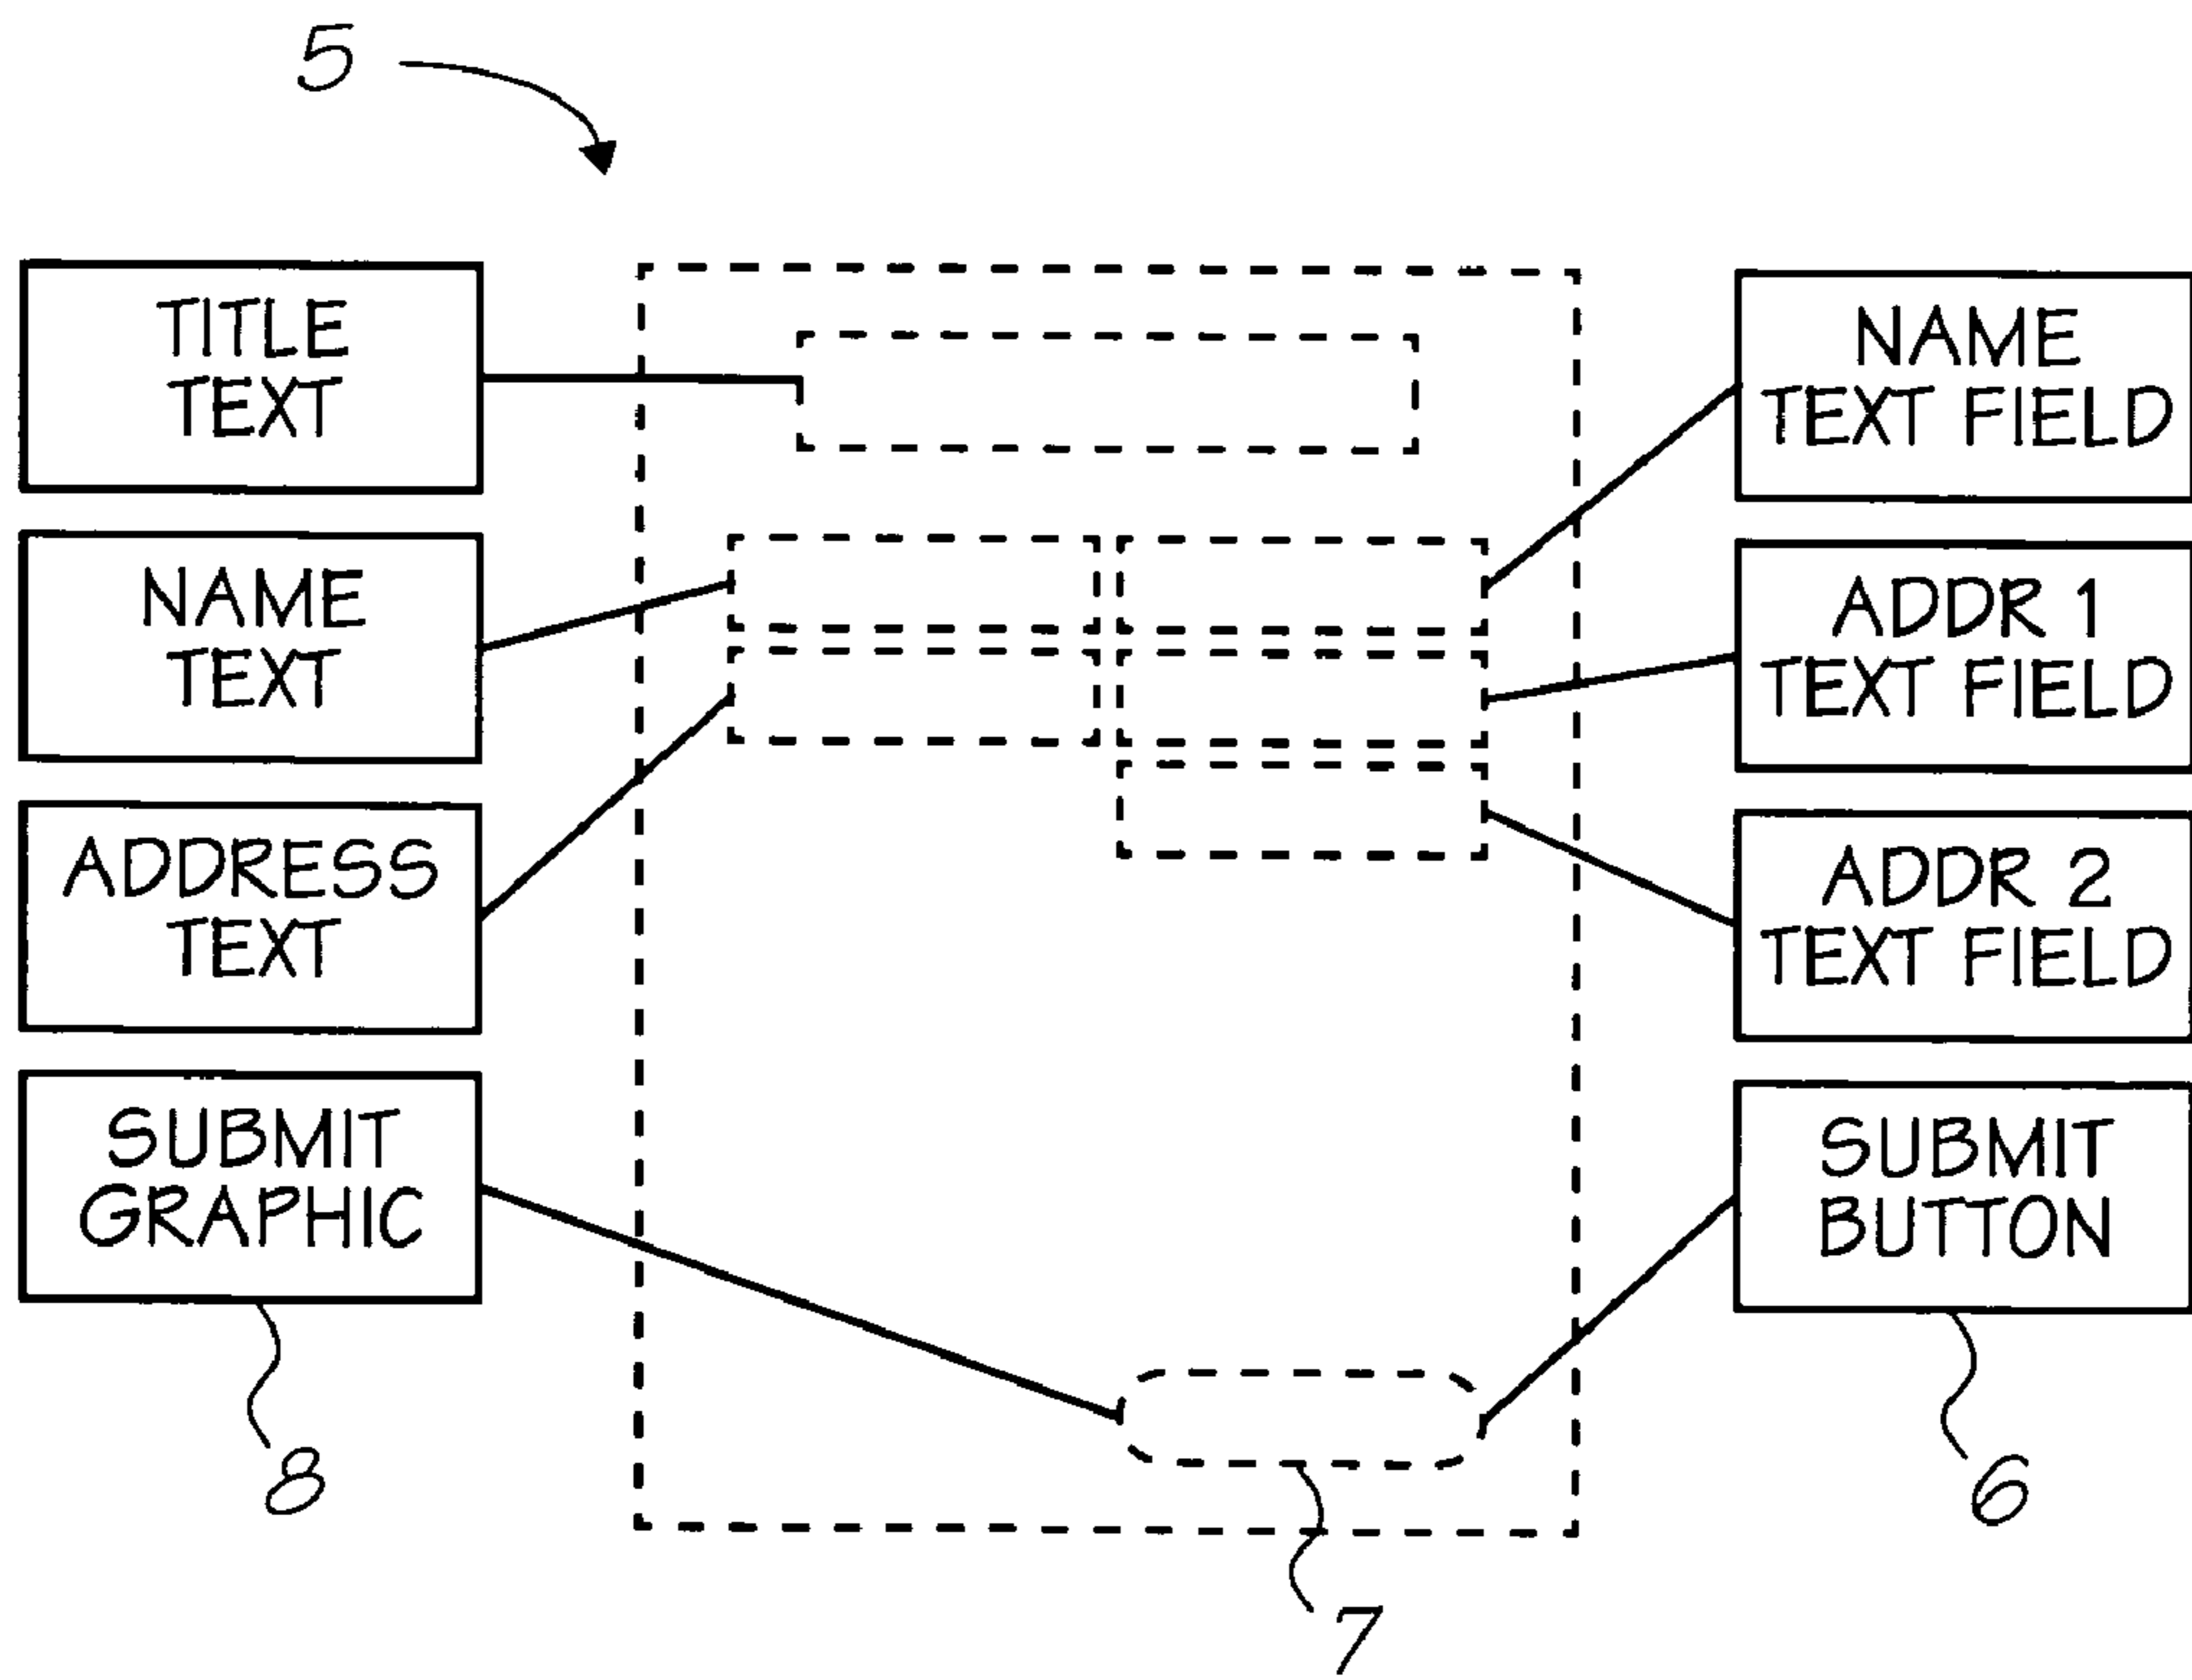 5
TITLE
TEXT
NAME
TEXT
ADDRESS
TEXT
SUBMIT
GRAPHIC
8
NAME
TEXT FIELD
ADDR 1
TEXT FIELD
ADDR 2
TEXT FIELD
SUBMIT
BUTTON
6
7